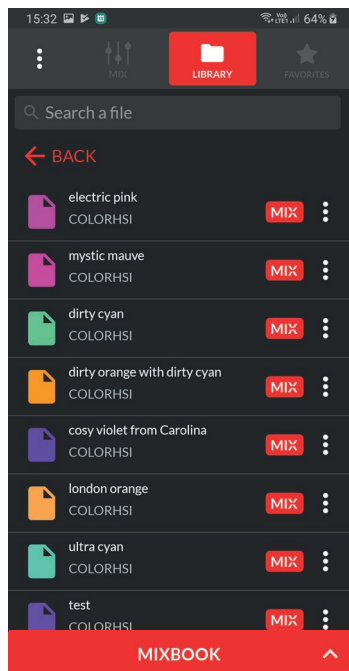 15:32
64%
MIX
LIBRARY
FAVORITES
Search a file
BACK
electric pink
COLORHSI
MIX
mystic mauve
COLORHSI
MIX
dirty cyan
COLORHSI
MIX
dirty orange with dirty cyan
COLORHSI
MIX
cosy violet from Carolina
COLORHSI
MIX
london orange
COLORHSI
MIX
ultra cyan
COLORHSI
MIX
test
COLORHSI
MIX
MIXBOOK